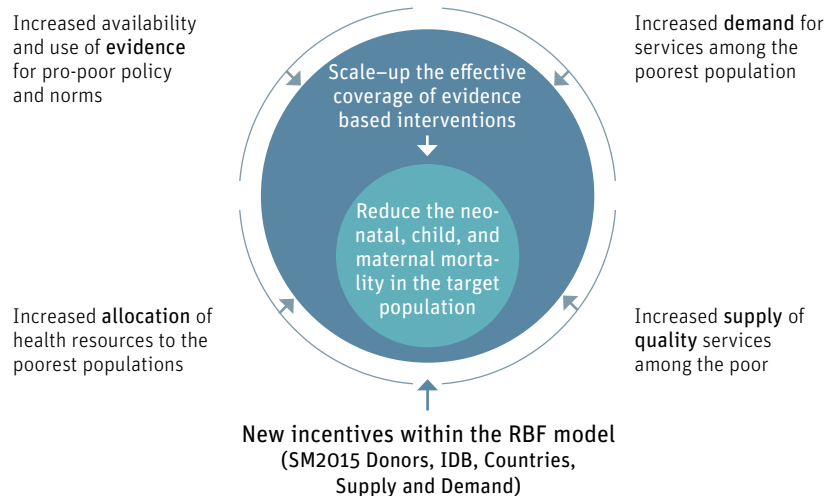 Increased availability
and use of evidence
for pro-poor policy
and norms
Increased demand for
services among the
poorest population
Scale–up the effective
coverage of evidence
based interventions
Reduce the neo-
natal, child, and
maternal morta-
lity in the target
population
Increased allocation of
health resources to the
poorest populations
Increased supply of
quality services
among the poor
New incentives within the RBF model
(SM2015 Donors, IDB, Countries,
Supply and Demand)